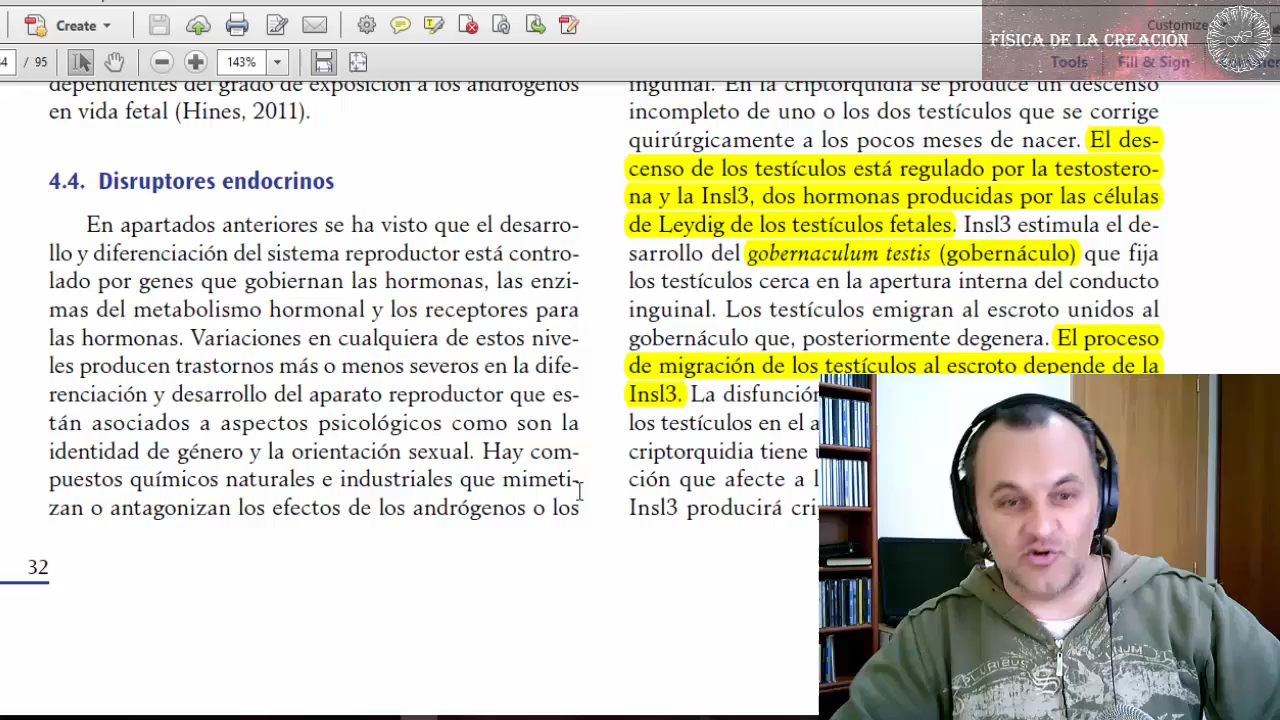 Create
Customize
FÍSICA DE LA CREACIÓN
/ 95
143%
Tools
Fill & Sign
dependientes del grado de exposición a los andrógenos
en vida fetal (Hines, 2011).
4.4. Disruptores endocrinos
En apartados anteriores se ha visto que el desarro-
llo y diferenciación del sistema reproductor está contro-
lado por genes que gobiernan las hormonas, las enzi-
mas del metabolismo hormonal y los receptores para
las hormonas. Variaciones en cualquiera de estos nive-
les producen trastornos más o menos severos en la dife-
renciación y desarrollo del aparato reproductor que es-
tán asociados a aspectos psicológicos como son la
identidad de género y la orientación sexual. Hay com-
puestos químicos naturales e industriales que mimeti-
zan o antagonizan los efectos de los andrógenos o los
32
inguinal. En la criptorquidia se produce un descenso
incompleto de uno o los dos testículos que se corrige
quirúrgicamente a los pocos meses de nacer. El des-
censo de los testículos está regulado por la testostero-
na y la Insl3, dos hormonas producidas por las células
de Leydig de los testículos fetales. Insl3 estimula el de-
sarrollo del gobernaculum testis (gobernáculo) que fija
los testículos cerca en la apertura interna del conducto
inguinal. Los testículos emigran al escroto unidos al
gobernáculo que, posteriormente degenera. El proceso
de migración de los testículos al escroto depende de la
Insl3. La disfunción
los testículos en el
criptorquidia tiene
ción que afecte a
Insl3 producirá
PLURIBUS